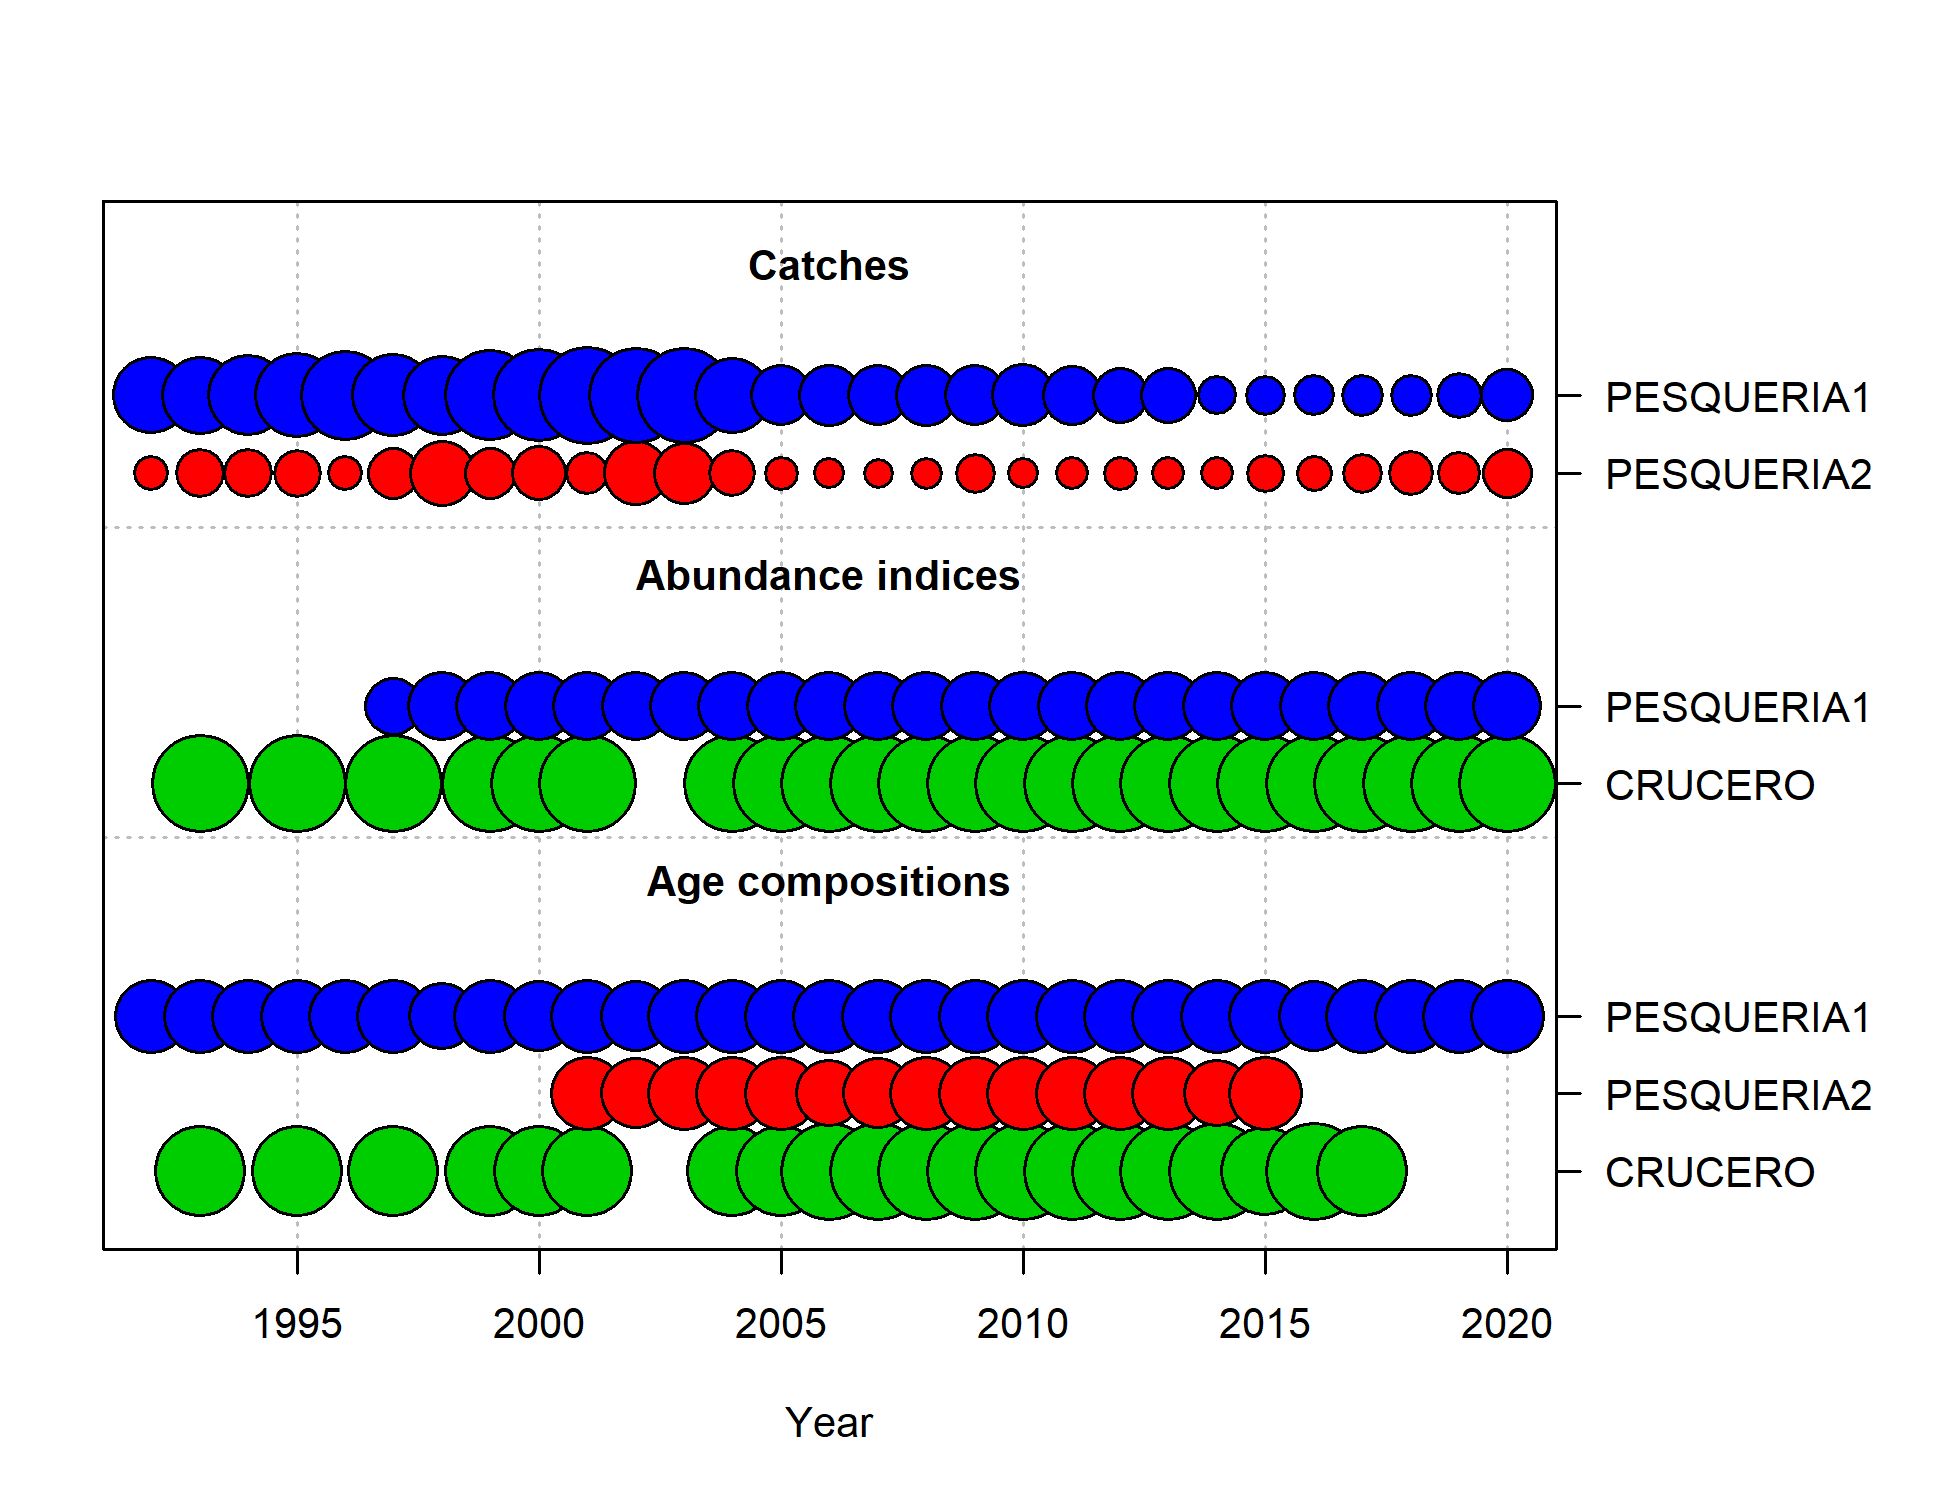 Catches
PESQUERIA1
PESQUERIA2
Abundance indices
PESQUERIA1
CRUCERO
Age compositions
PESQUERIA1
PESQUERIA2
CRUCERO
1995 2000 2005 2010 2015 2020
Year